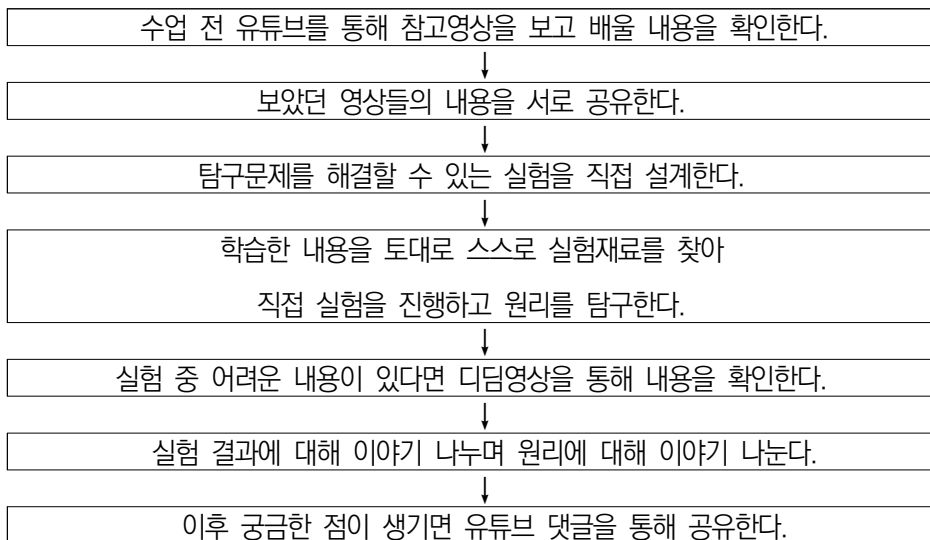 수업 전 유튜브를 통해 참고영상을 보고 배울 내용을 확인한다.
보았던 영상들의 내용을 서로 공유한다.
탐구문제를 해결할 수 있는 실험을 직접 설계한다.
학습한 내용을 토대로 스스로 실험재료를 찾아
직접 실험을 진행하고 원리를 탐구한다.
실험 중 어려운 내용이 있다면 디딤영상을 통해 내용을 확인한다.
실험 결과에 대해 이야기 나누며 원리에 대해 이야기 나눈다.
이후 궁금한 점이 생기면 유튜브 댓글을 통해 공유한다.